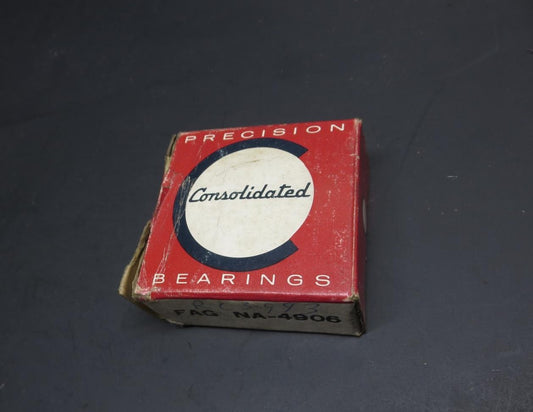 PRECISION
Consolidated
BEARINGS
FAG NA-4906